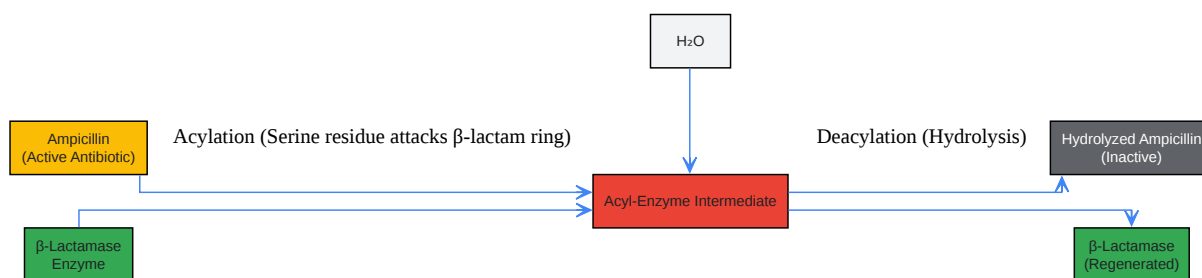 H₂O
Ampicillin
(Active Antibiotic)
Acylation (Serine residue attacks β-lactam ring)
Deacylation (Hydrolysis)
Hydrolyzed Ampicillin
(Inactive)
Acyl-Enzyme Intermediate
β-Lactamase
Enzyme
β-Lactamase
(Regenerated)